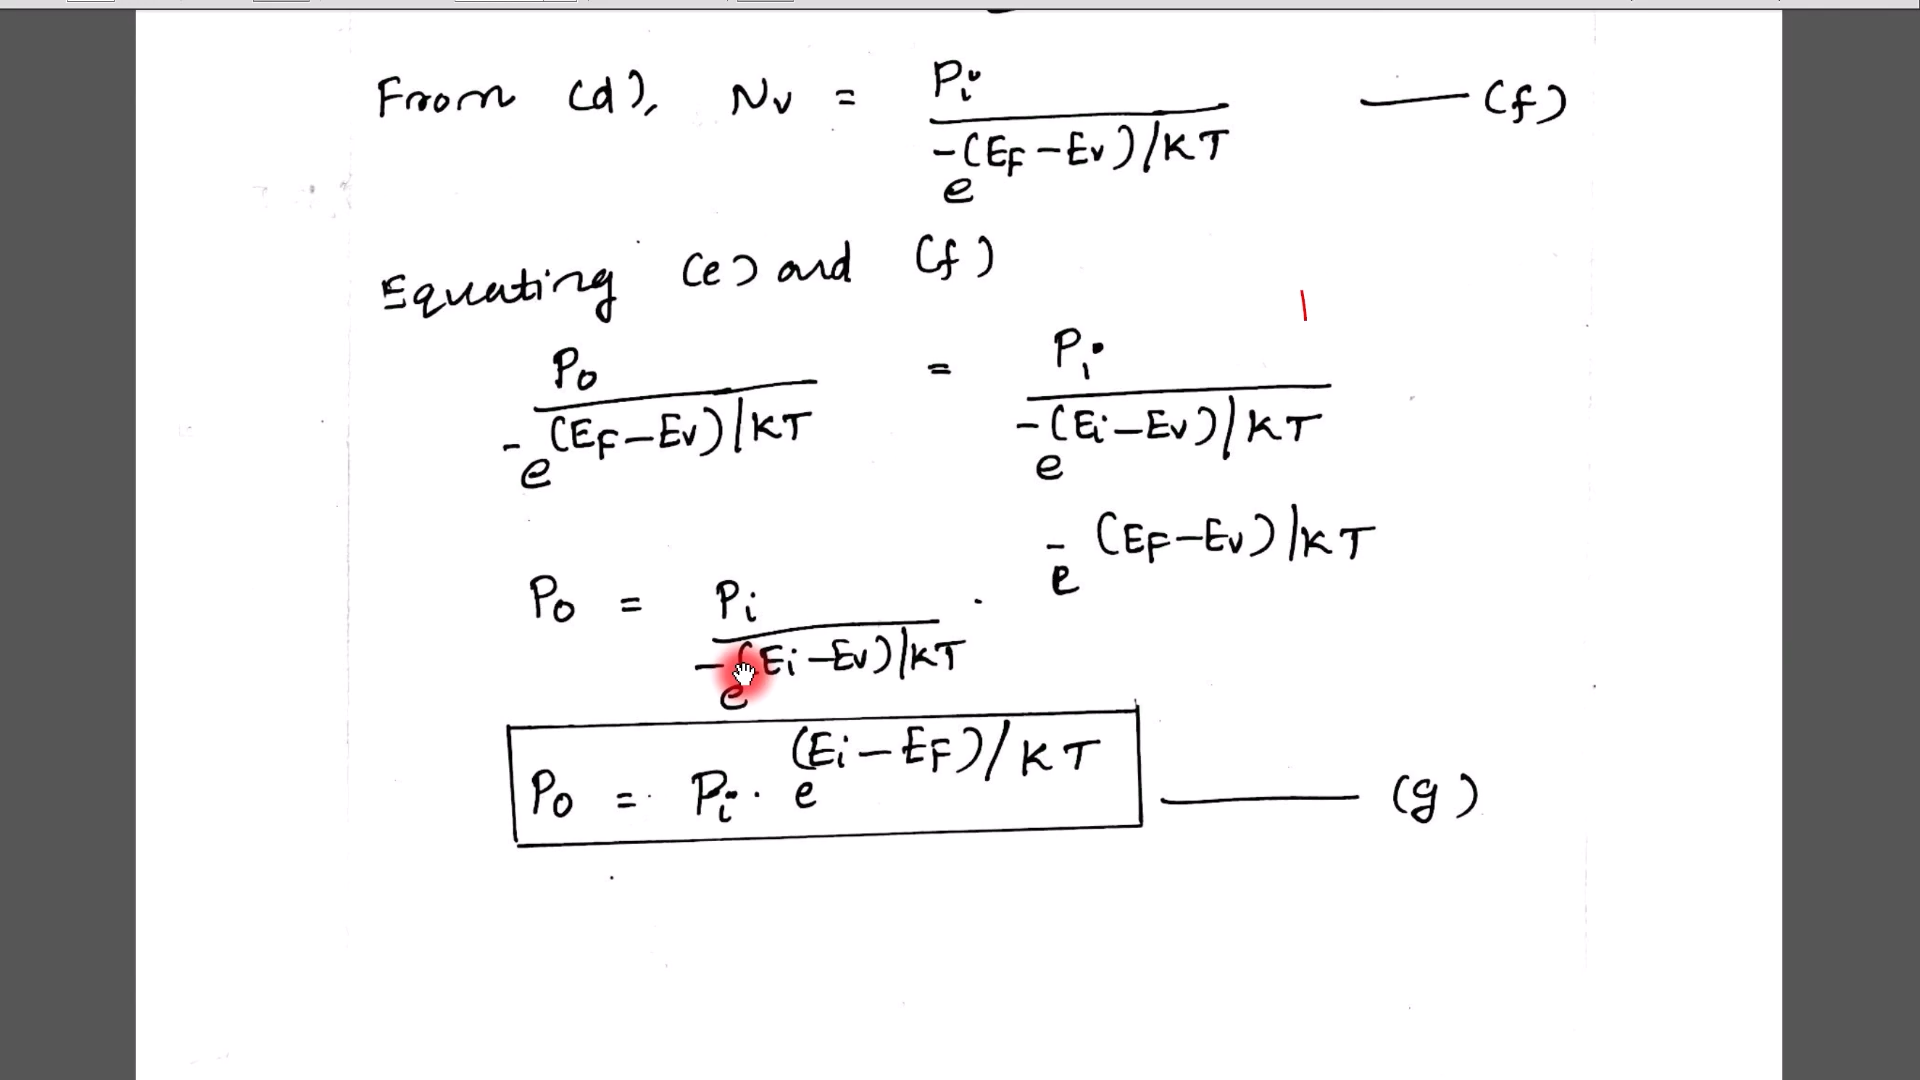 From (d), Nv = Pi / e^-(EF-Ev)/KT —— (f)
Equating (e) and (f)
Po / e^-(EF-Ev)/KT = Pi / e^-(Ei-Ev)/KT
Po = Pi / e^-(Ei-Ev)/KT . e^-(EF-Ev)/KT
Po = Pi . e^(Ei-EF)/KT —— (g)